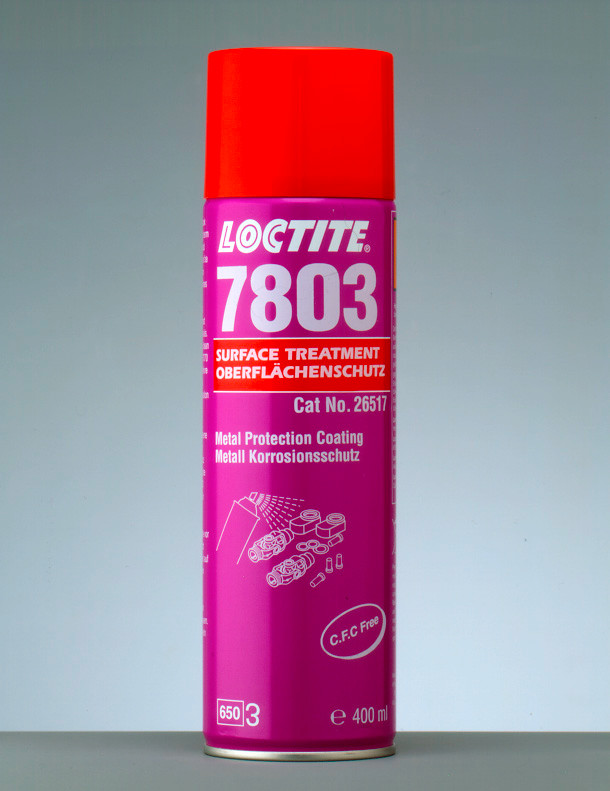 LOCTITE®
7803
SURFACE TREATMENT
OBERFLÄCHENSCHUTZ
Cat No. 26517
Metal Protection Coating
Metall Korrosionsschutz
C.F.C Free
650 3
℮ 400 ml